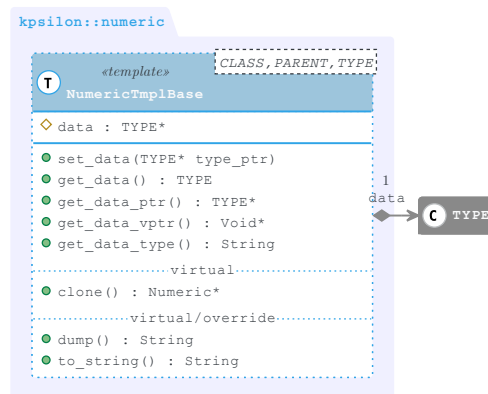 kpsilon::numeric
CLASS,PARENT,TYPE
«template»
T
NumericTmplBase
data : TYPE*
set_data(TYPE* type_ptr)
get_data() : TYPE
get_data_ptr() : TYPE*
get_data_vptr() : Void*
get_data_type() : String
virtual
clone() : Numeric*
virtual/override
dump() : String
to_string() : String
1
data
C TYPE